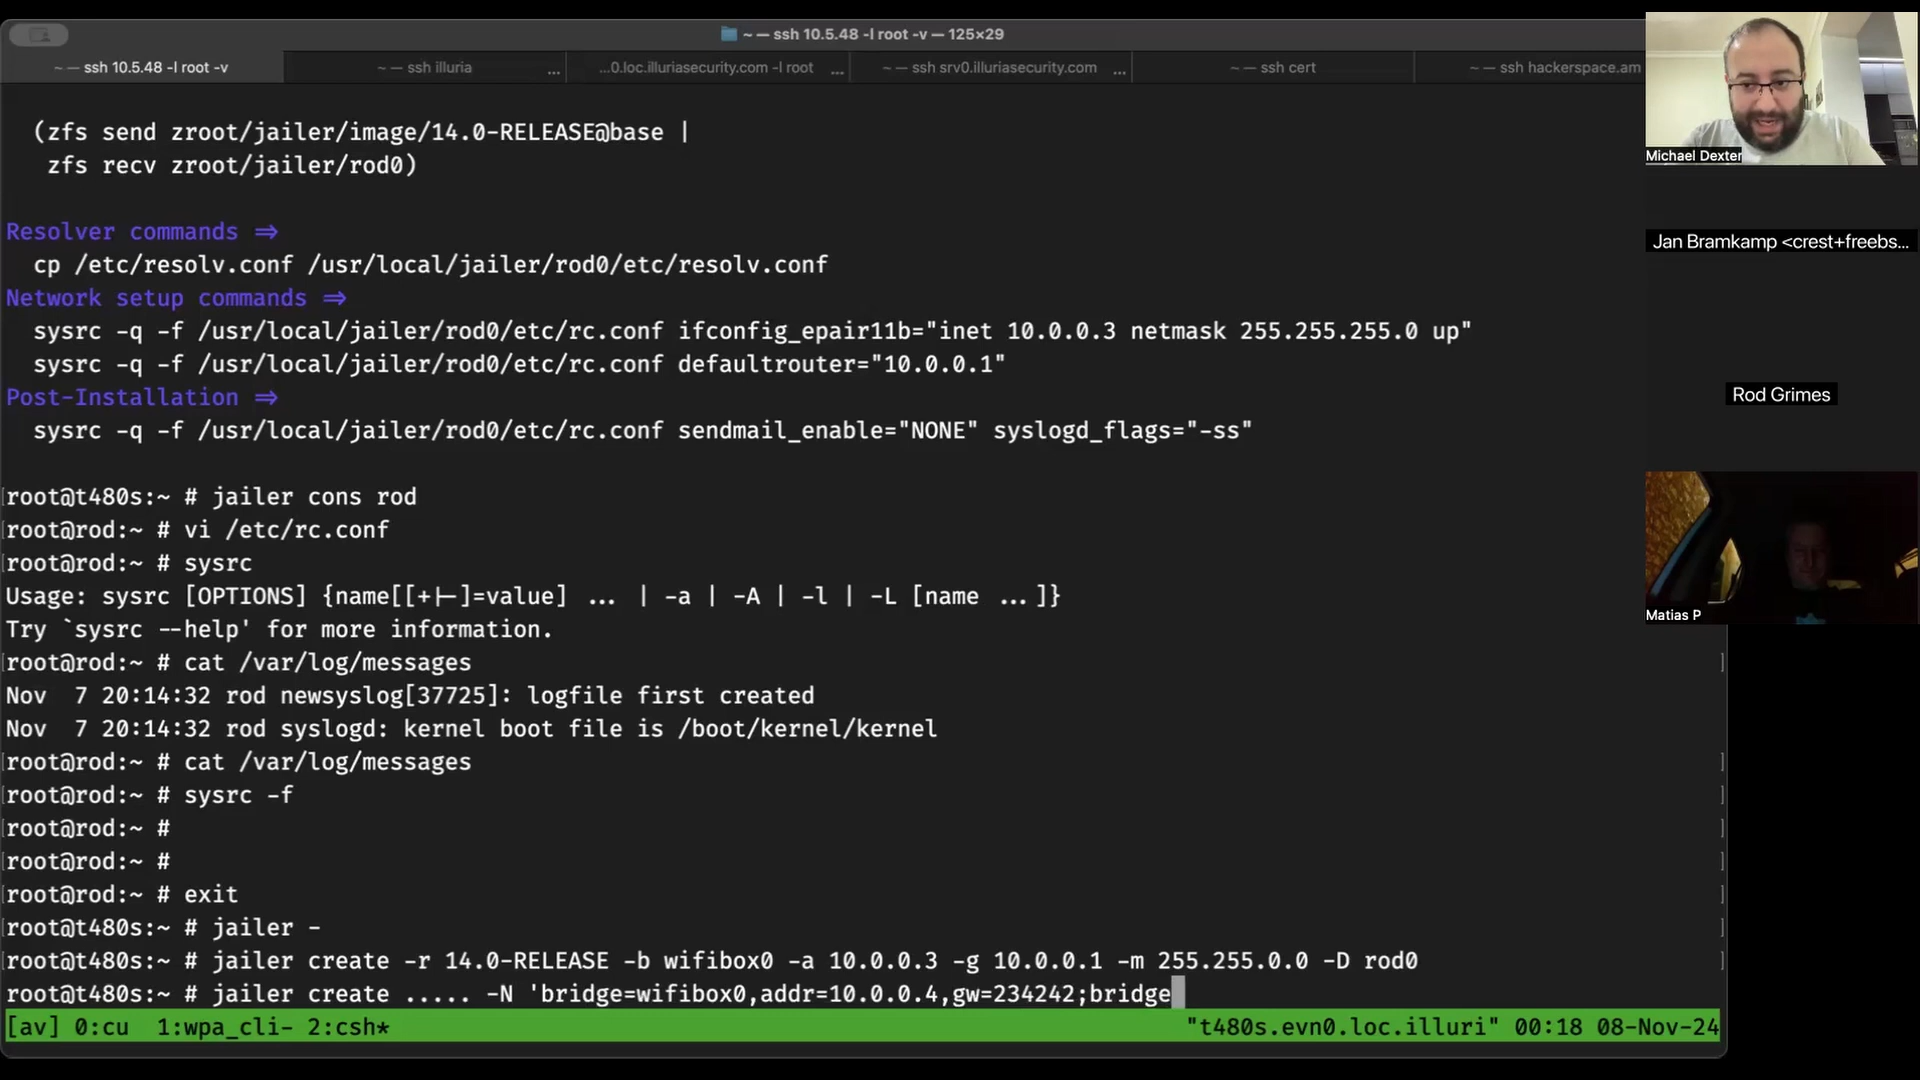 ~ — ssh 10.5.48 -l root -v — 125×29
~ — ssh 10.5.48 -l root -v
~ — ssh illuria ...
...0.loc.illuriasecurity.com -l root ...
~ — ssh srv0.illuriasecurity.com ...
~ — ssh cert
~ — ssh hackerspace.am
(zfs send zroot/jailer/image/14.0-RELEASE@base |
zfs recv zroot/jailer/rod0)
Resolver commands ⇒
cp /etc/resolv.conf /usr/local/jailer/rod0/etc/resolv.conf
Network setup commands ⇒
sysrc -q -f /usr/local/jailer/rod0/etc/rc.conf ifconfig_epair11b="inet 10.0.0.3 netmask 255.255.255.0 up"
sysrc -q -f /usr/local/jailer/rod0/etc/rc.conf defaultrouter="10.0.0.1"
Post-Installation ⇒
sysrc -q -f /usr/local/jailer/rod0/etc/rc.conf sendmail_enable="NONE" syslogd_flags="-ss"
[root@t480s:~ # jailer cons rod
[root@rod:~ # vi /etc/rc.conf
[root@rod:~ # sysrc
Usage: sysrc [OPTIONS] {name[[+|-]=value] ... | -a | -A | -l | -L [name ...]}
Try `sysrc --help' for more information.
[root@rod:~ # cat /var/log/messages ]
Nov  7 20:14:32 rod newsyslog[37725]: logfile first created
Nov  7 20:14:32 rod syslogd: kernel boot file is /boot/kernel/kernel
[root@rod:~ # cat /var/log/messages ]
[root@rod:~ # sysrc -f ]
[root@rod:~ # ]
[root@rod:~ # ]
[root@rod:~ # exit ]
[root@t480s:~ # jailer - ]
[root@t480s:~ # jailer create -r 14.0-RELEASE -b wifibox0 -a 10.0.0.3 -g 10.0.0.1 -m 255.255.0.0 -D rod0 ]
root@t480s:~ # jailer create ..... -N 'bridge=wifibox0,addr=10.0.0.4,gw=234242;bridge
[av] 0:cu  1:wpa_cli- 2:csh* "t480s.evn0.loc.illuri" 00:18 08-Nov-24
Michael Dexter
Jan Bramkamp <crest+freebs...
Rod Grimes
Matias P